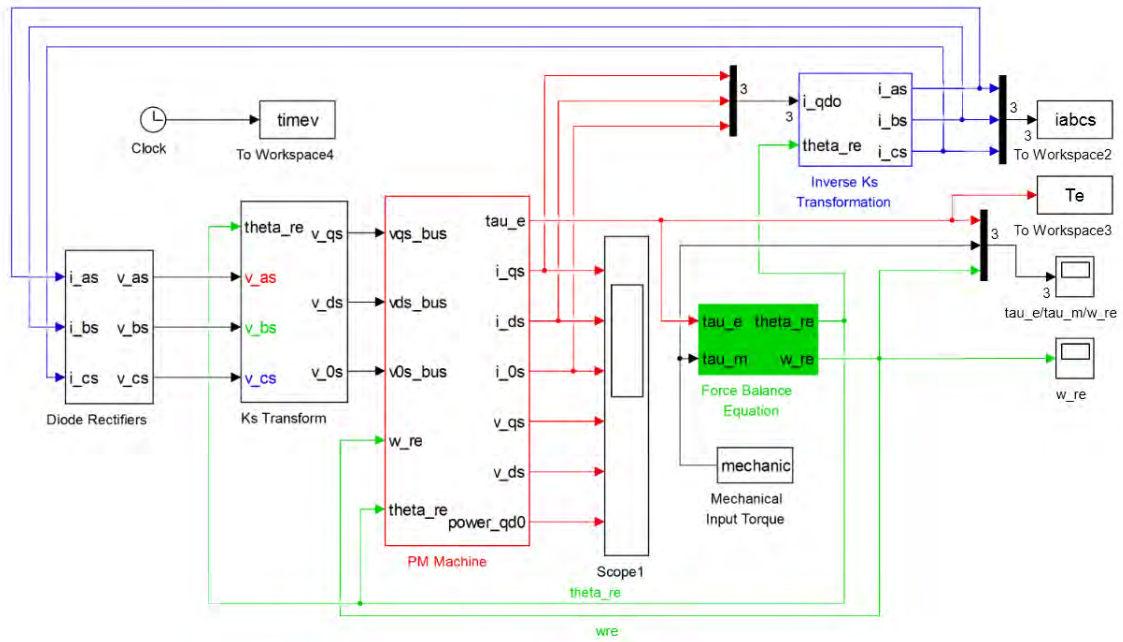 Clock
timev
To Workspace4
3
3
i_qdo
theta_re
i_as
i_bs
i_cs
Inverse Ks
Transformation
3
3
iabcs
To Workspace2
Te
To Workspace3
3
3
tau_e/tau_m/w_re
w_re
i_as
i_bs
i_cs
v_as
v_bs
v_cs
Diode Rectifiers
theta_re
v_as
v_bs
v_cs
v_qs
v_ds
v_0s
Ks Transform
vqs_bus
vds_bus
v0s_bus
w_re
theta_re
tau_e
i_qs
i_ds
i_0s
v_qs
v_ds
power_qd0
PM Machine
Scope1
tau_e
tau_m
theta_re
w_re
Force Balance
Equation
mechanic
Mechanical
Input Torque
theta_re
wre